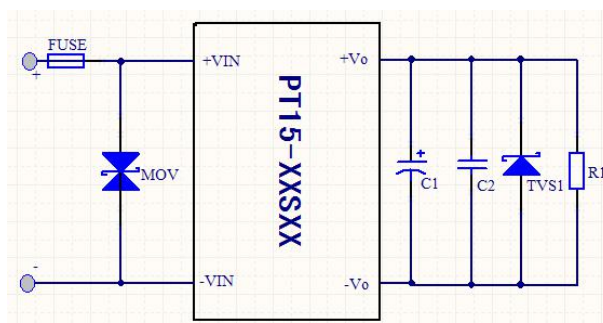 FUSE
+
+VIN
+Vo
PT15-XXSXX
MOV
+
C1
C2
TVS1
R1
-
-VIN
-Vo